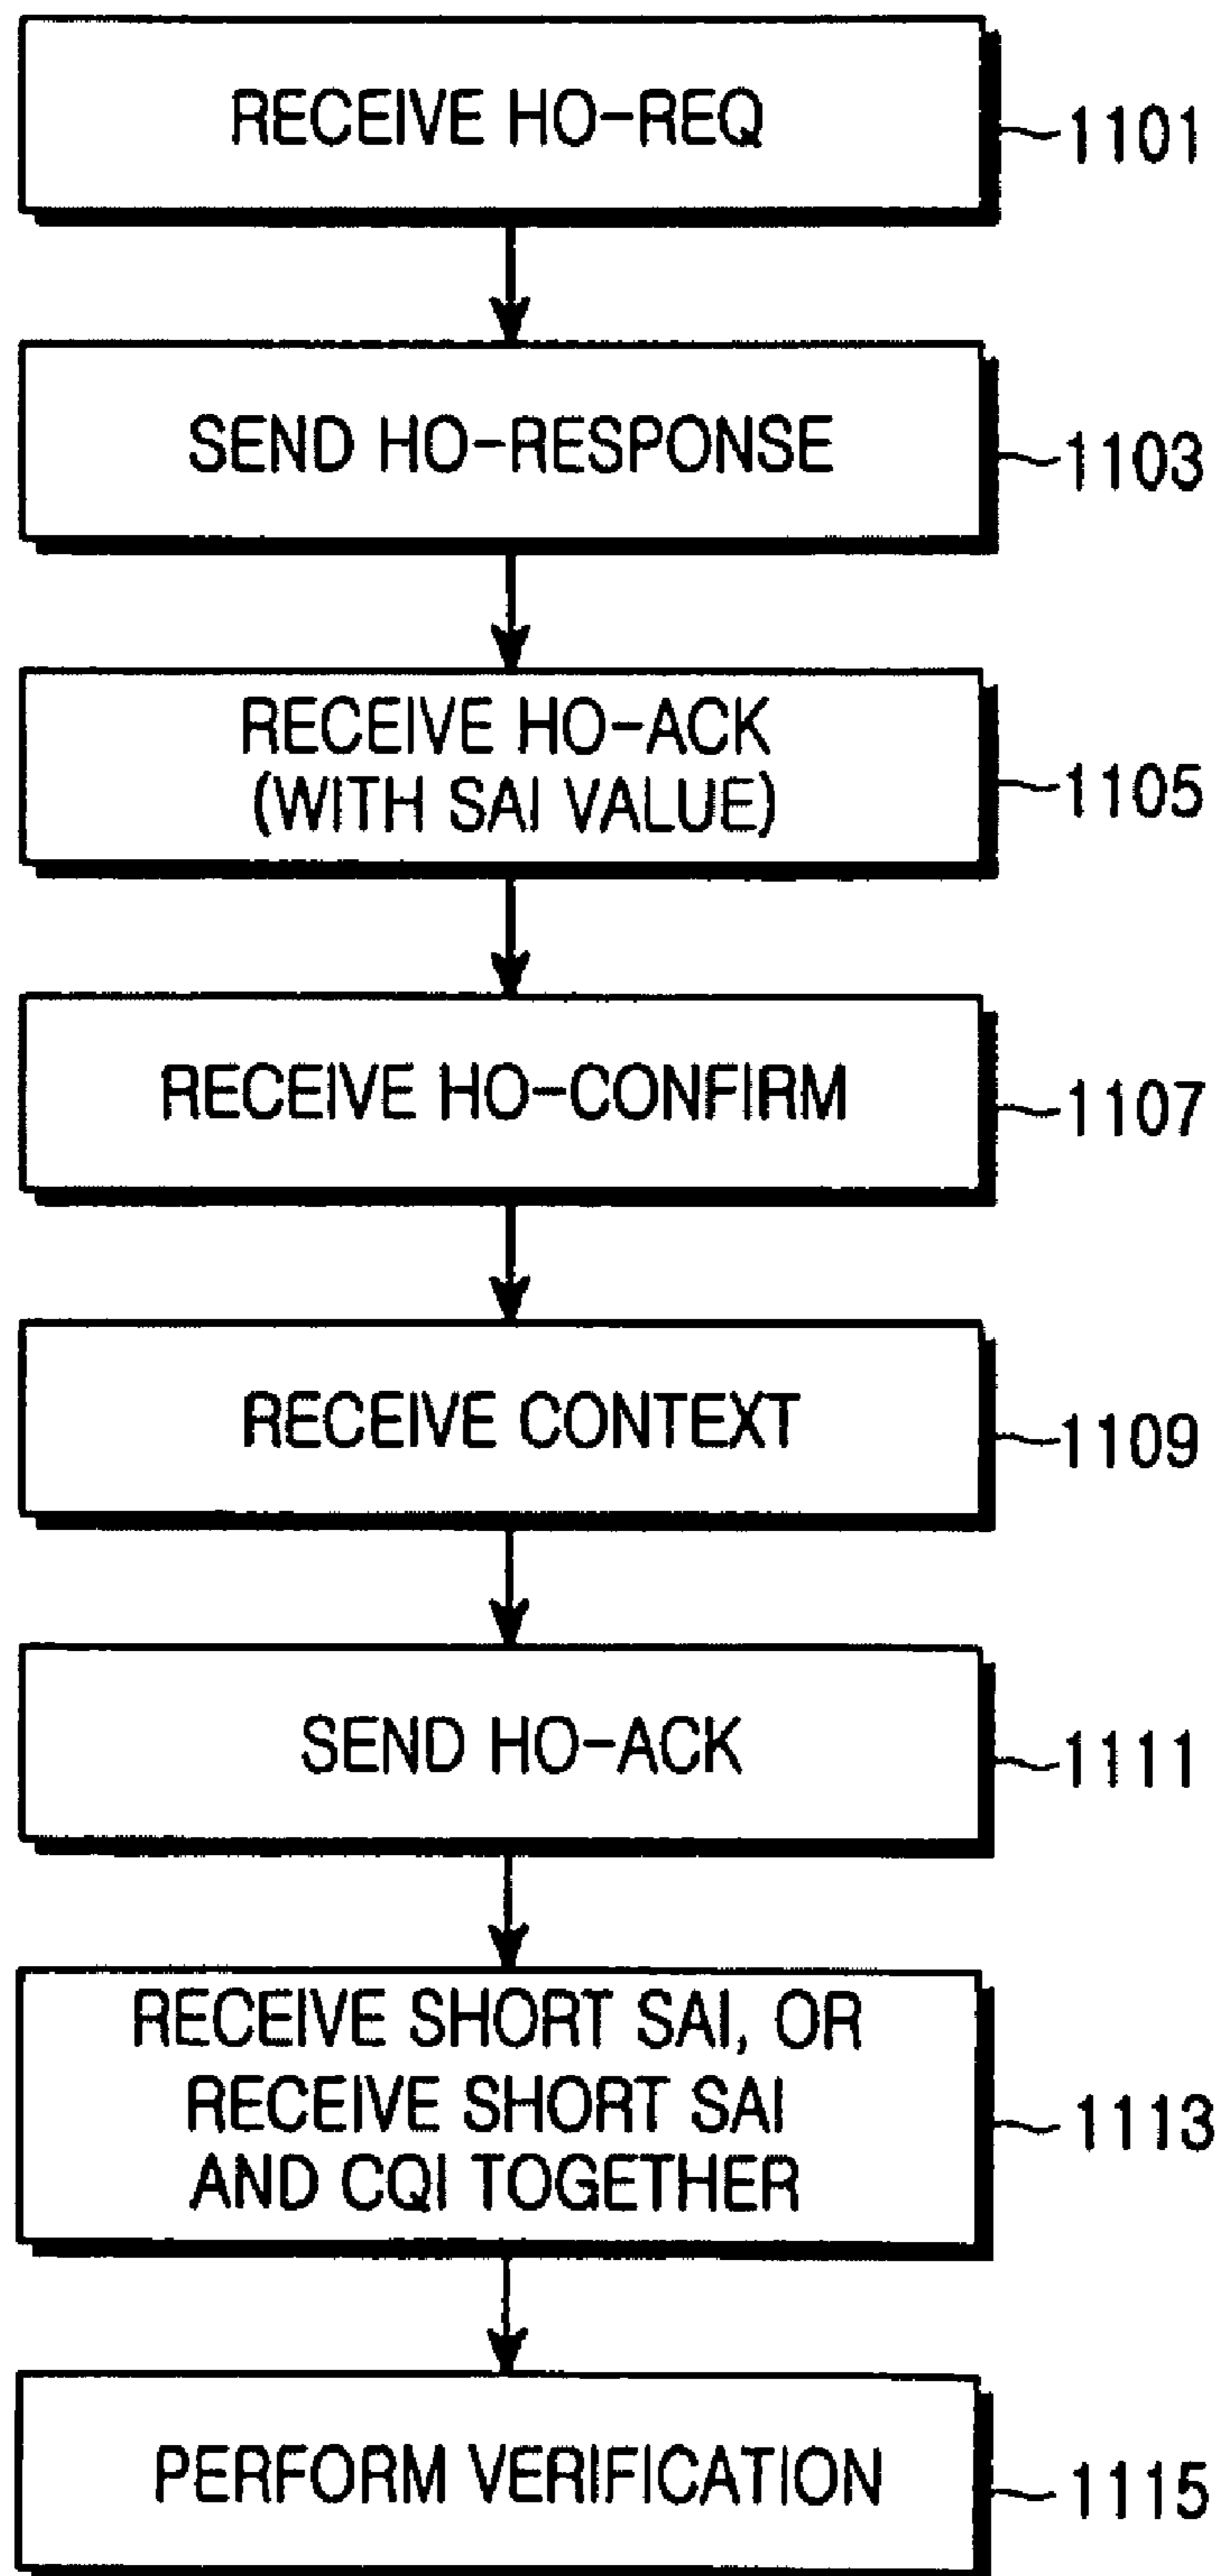 RECEIVE HO-REQ
1101
SEND HO-RESPONSE
1103
RECEIVE HO-ACK
(WITH SAI VALUE)
1105
RECEIVE HO-CONFIRM
1107
RECEIVE CONTEXT
1109
SEND HO-ACK
1111
RECEIVE SHORT SAI, OR
RECEIVE SHORT SAI
AND CQI TOGETHER
1113
PERFORM VERIFICATION
1115